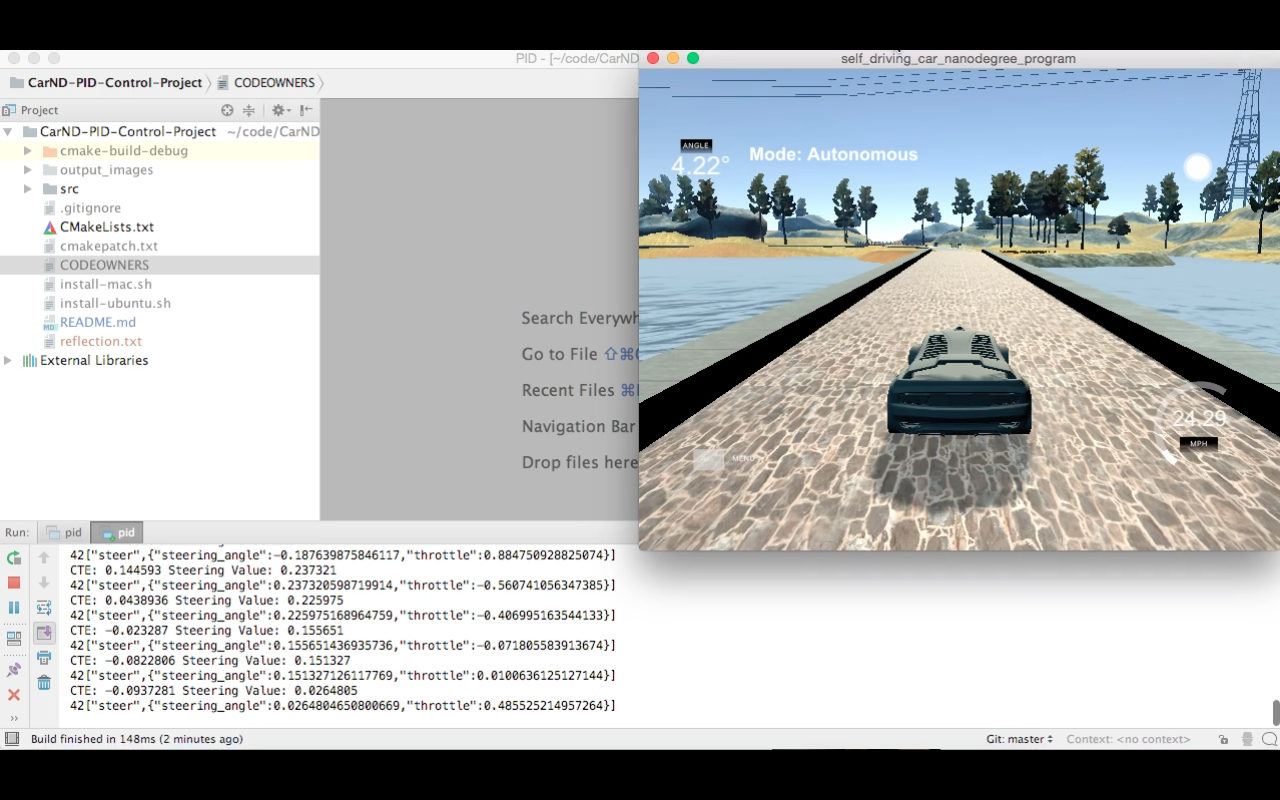 PID - [~/code/CarND
self_driving_car_nanodegree_program
CarND-PID-Control-Project
CODEOWNERS
Project
CarND-PID-Control-Project ~/code/CarND
cmake-build-debug
output_images
src
.gitignore
CMakeLists.txt
cmakepatch.txt
CODEOWNERS
install-mac.sh
install-ubuntu.sh
README.md
reflection.txt
External Libraries
Search Everywh
Go to File ⇧⌘
Recent Files ⌘
Navigation Bar
Drop files here
ANGLE
4.22°
Mode: Autonomous
24.29
MPH
MENU
Run: pid pid
42["steer",{"steering_angle":-0.187639875846117,"throttle":0.884750928825074}]
CTE: 0.144593 Steering Value: 0.237321
42["steer",{"steering_angle":0.237320598719914,"throttle":-0.560741056347385}]
CTE: 0.0438936 Steering Value: 0.225975
42["steer",{"steering_angle":0.225975168964759,"throttle":-0.406995163544133}]
CTE: -0.023287 Steering Value: 0.155651
42["steer",{"steering_angle":0.155651436935736,"throttle":-0.071805583913674}]
CTE: -0.0822806 Steering Value: 0.151327
42["steer",{"steering_angle":0.151327126117769,"throttle":0.0100636125127144}]
CTE: -0.0937281 Steering Value: 0.0264805
42["steer",{"steering_angle":0.0264804650800669,"throttle":0.485525214957264}]
Build finished in 148ms (2 minutes ago)
Git: master
Context: <no context>